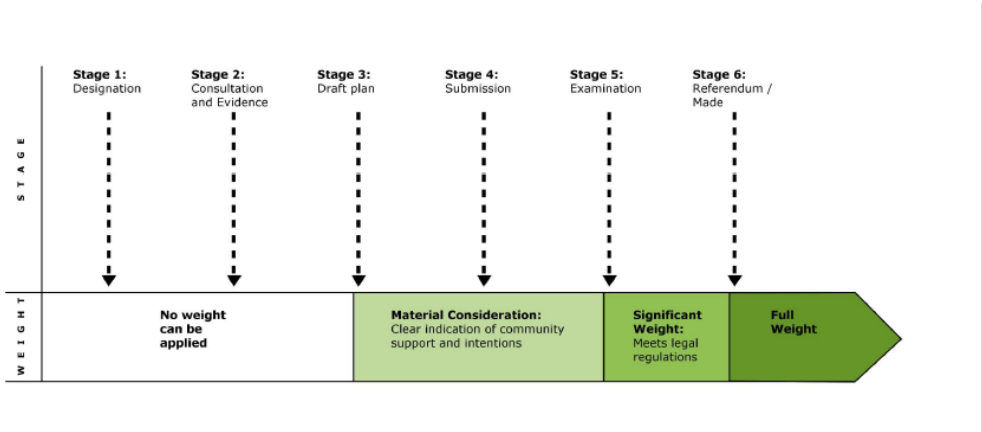 Stage 1:
Designation
Stage 2:
Consultation
and Evidence
Stage 3:
Draft plan
Stage 4:
Submission
Stage 5:
Examination
Stage 6:
Referendum /
Made
STAGE
WEIGHT
No weight
can be
applied
Material Consideration:
Clear indication of community
support and intentions
Significant
Weight:
Meets legal
regulations
Full
Weight